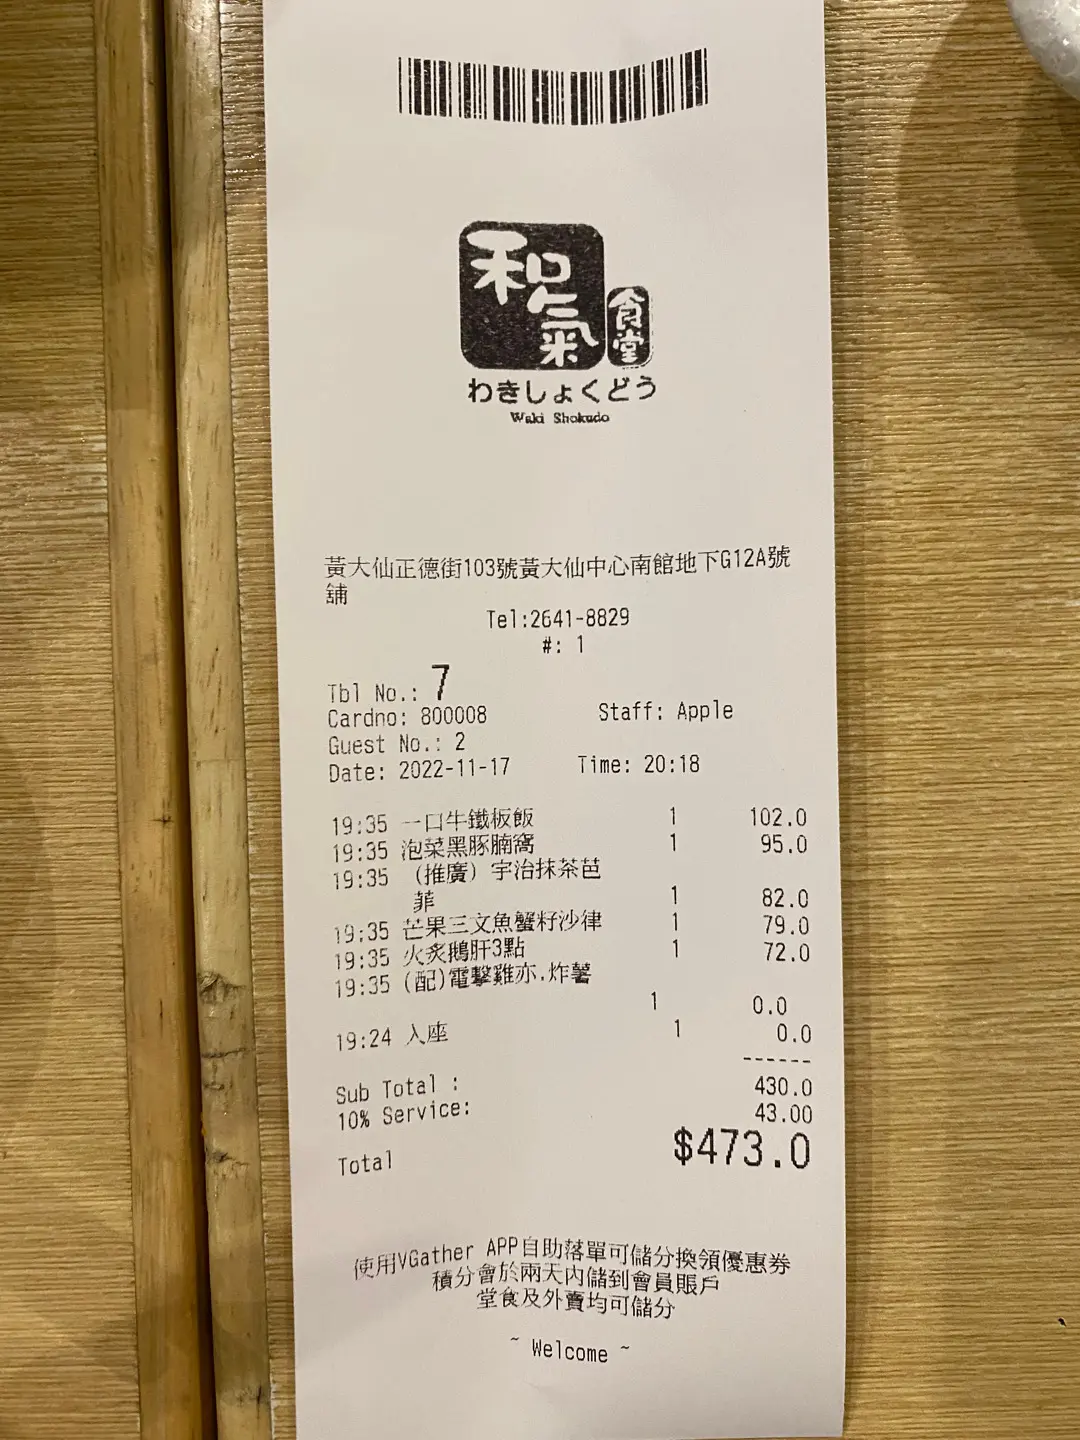 和氣
食堂
わきしょくどう
Waki Shokudo
黃大仙正德街103號黃大仙中心南館地下G12A號
舖
Tel:2641-8829
#: 1
Tbl No.: 7
Cardno: 800008 Staff: Apple
Guest No.: 2
Date: 2022-11-17 Time: 20:18
19:35 一口牛鐵板飯 1 102.0
19:35 泡菜黑豚腩窩 1 95.0
19:35 (推廣) 宇治抹茶芭
菲 1 82.0
19:35 芒果三文魚蟹籽沙律 1 79.0
19:35 火炙鵝肝3點 1 72.0
19:35 (配)電擊雞亦.炸薯
1 0.0
19:24 入座 1 0.0
------
Sub Total : 430.0
10% Service: 43.00
Total $473.0
使用VGather APP自助落單可儲分換領優惠券
積分會於兩天內儲到會員賬戶
堂食及外賣均可儲分
~ Welcome ~